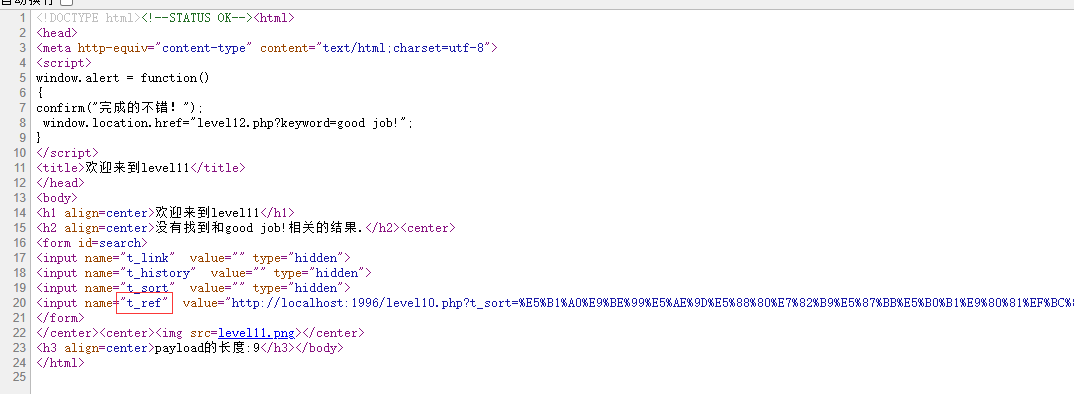 自动换行
1 <!DOCTYPE html><!--STATUS OK--><html>
2 <head>
3 <meta http-equiv="content-type" content="text/html;charset=utf-8">
4 <script>
5 window.alert = function()
6 {
7 confirm("完成的不错！");
8  window.location.href="level12.php?keyword=good job!";
9 }
10 </script>
11 <title>欢迎来到level11</title>
12 </head>
13 <body>
14 <h1 align=center>欢迎来到level11</h1>
15 <h2 align=center>没有找到和good job!相关的结果.</h2><center>
16 <form id=search>
17 <input name="t_link"  value="" type="hidden">
18 <input name="t_history"  value="" type="hidden">
19 <input name="t_sort"  value="" type="hidden">
20 <input name="t_ref"  value="http://localhost:1996/level10.php?t_sort=%E5%B1%A0%E9%BE%99%E5%AE%9D%E5%88%80%E7%82%B9%E5%87%BB%E5%B0%B1%E9%80%81%EF%BC%8
21 </form>
22 </center><center><img src=level11.png></center>
23 <h3 align=center>payload的长度:9</h3></body>
24 </html>
25